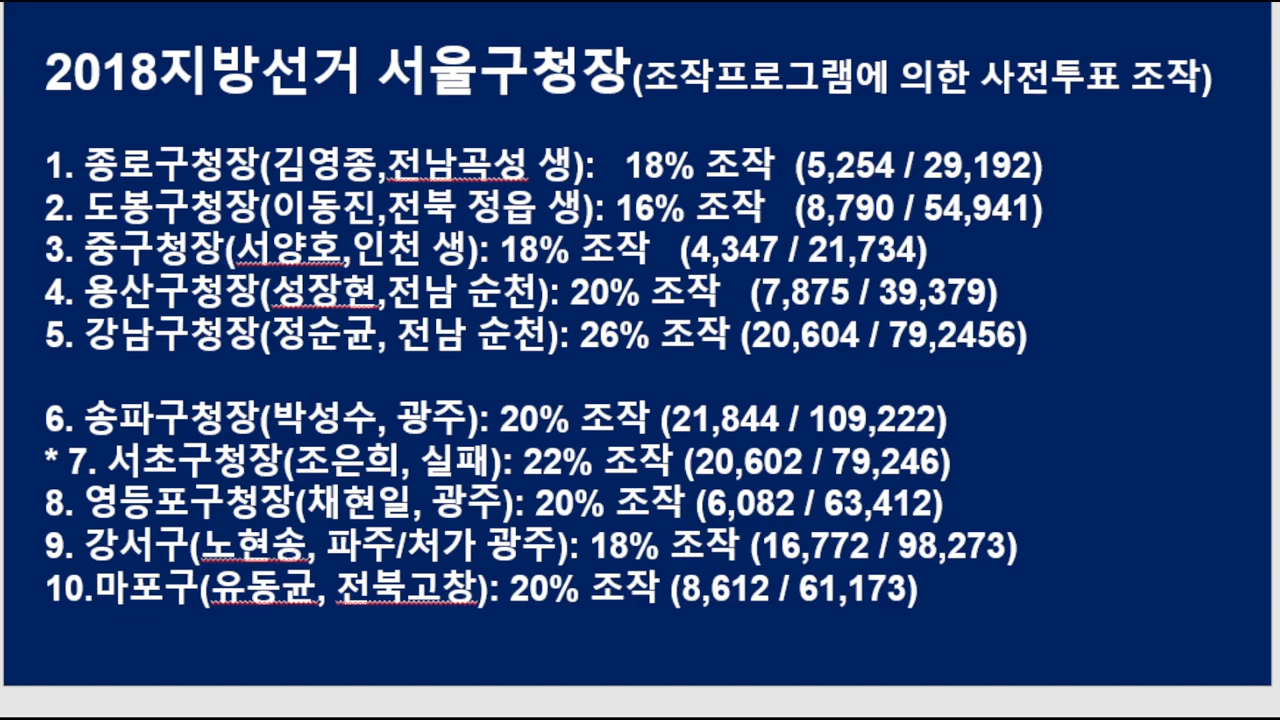 2018지방선거 서울구청장(조작프로그램에 의한 사전투표 조작)
1. 종로구청장(김영종,전남곡성 생): 18% 조작 (5,254 / 29,192)
2. 도봉구청장(이동진,전북 정읍 생): 16% 조작 (8,790 / 54,941)
3. 중구청장(서양호,인천 생): 18% 조작 (4,347 / 21,734)
4. 용산구청장(성장현,전남 순천): 20% 조작 (7,875 / 39,379)
5. 강남구청장(정순균, 전남 순천): 26% 조작 (20,604 / 79,2456)
6. 송파구청장(박성수, 광주): 20% 조작 (21,844 / 109,222)
* 7. 서초구청장(조은희, 실패): 22% 조작 (20,602 / 79,246)
8. 영등포구청장(채현일, 광주): 20% 조작 (6,082 / 63,412)
9. 강서구(노현송, 파주/처가 광주): 18% 조작 (16,772 / 98,273)
10.마포구(유동균, 전북고창): 20% 조작 (8,612 / 61,173)